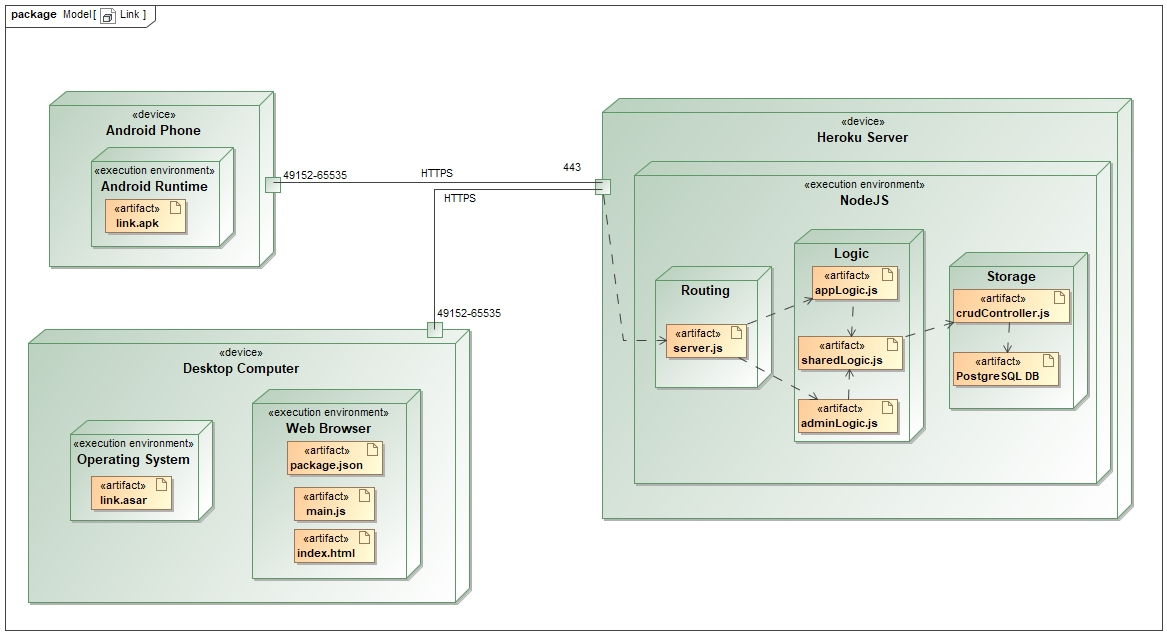 package Model[ Link ]
«device»
Android Phone
«execution environment»
Android Runtime
«artifact»
link.apk
49152-65535
HTTPS
443
HTTPS
49152-65535
«device»
Desktop Computer
«execution environment»
Operating System
«artifact»
link.asar
«execution environment»
Web Browser
«artifact»
package.json
«artifact»
main.js
«artifact»
index.html
«device»
Heroku Server
«execution environment»
NodeJS
Routing
«artifact»
server.js
Logic
«artifact»
appLogic.js
«artifact»
sharedLogic.js
«artifact»
adminLogic.js
Storage
«artifact»
crudController.js
«artifact»
PostgreSQL DB